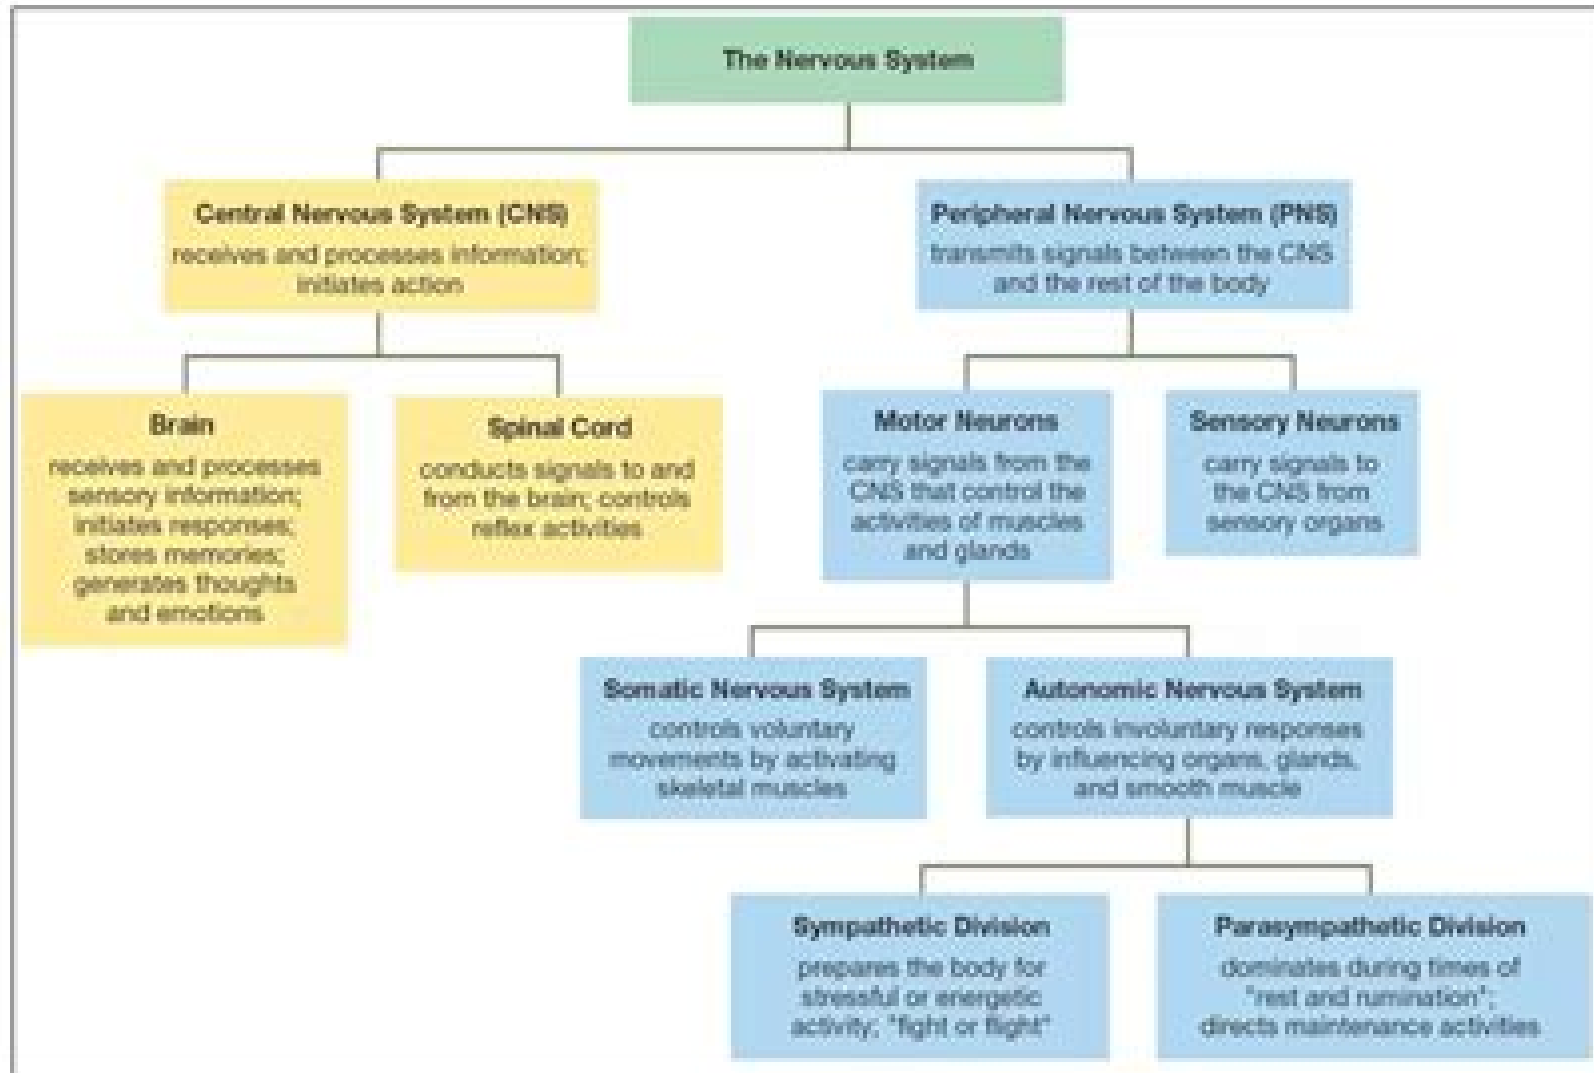 The Nervous System
Central Nervous System (CNS)
receives and processes information;
initiates action
Peripheral Nervous System (PNS)
transmits signals between the CNS
and the rest of the body
Brain
receives and processes
sensory information;
initiates responses;
stores memories;
generates thoughts
and emotions
Spinal Cord
conducts signals to and
from the brain; controls
reflex activities
Motor Neurons
carry signals from the
CNS that control the
activities of muscles
and glands
Sensory Neurons
carry signals to
the CNS from
sensory organs
Somatic Nervous System
controls voluntary
movements by activating
skeletal muscles
Autonomic Nervous System
controls involuntary responses
by influencing organs, glands,
and smooth muscle
Sympathetic Division
prepares the body for
stressful or energetic
activity; "fight or flight"
Parasympathetic Division
dominates during times of
"rest and rumination";
directs maintenance activities